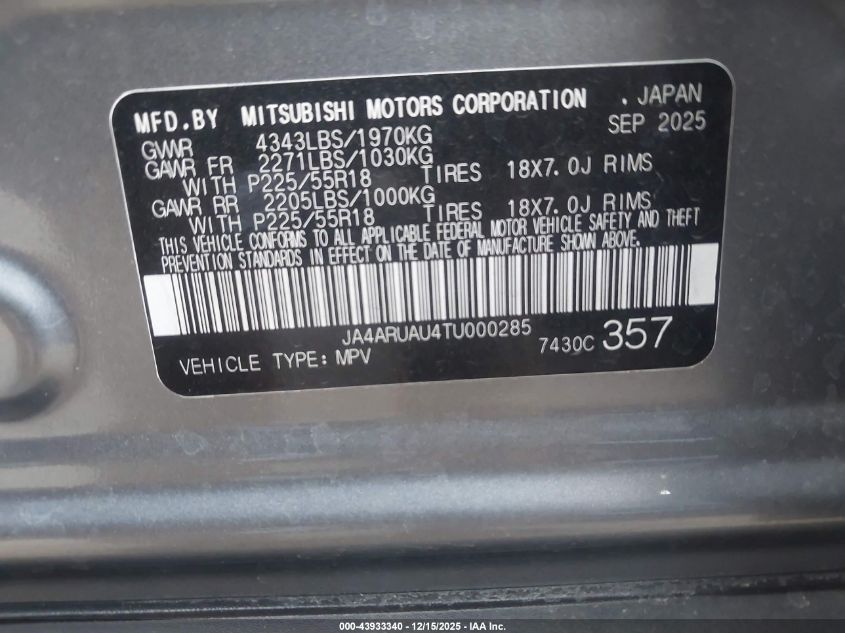 MFD.BY MITSUBISHI MOTORS CORPORATION . JAPAN
GVWR 4343LBS/1970KG SEP 2025
GAWR FR 2271LBS/1030KG
WITH P225/55R18 TIRES 18X7.0J RIMS
GAWR RR 2205LBS/1000KG
WITH P225/55R18 TIRES 18X7.0J RIMS
THIS VEHICLE CONFORMS TO ALL APPLICABLE FEDERAL MOTOR VEHICLE SAFETY AND THEFT
PREVENTION STANDARDS IN EFFECT ON THE DATE OF MANUFACTURE SHOWN ABOVE.
JA4ARUAU4TU000285
VEHICLE TYPE: MPV 7430C 357
000-43933340 - 12/15/2025 - IAA Inc.